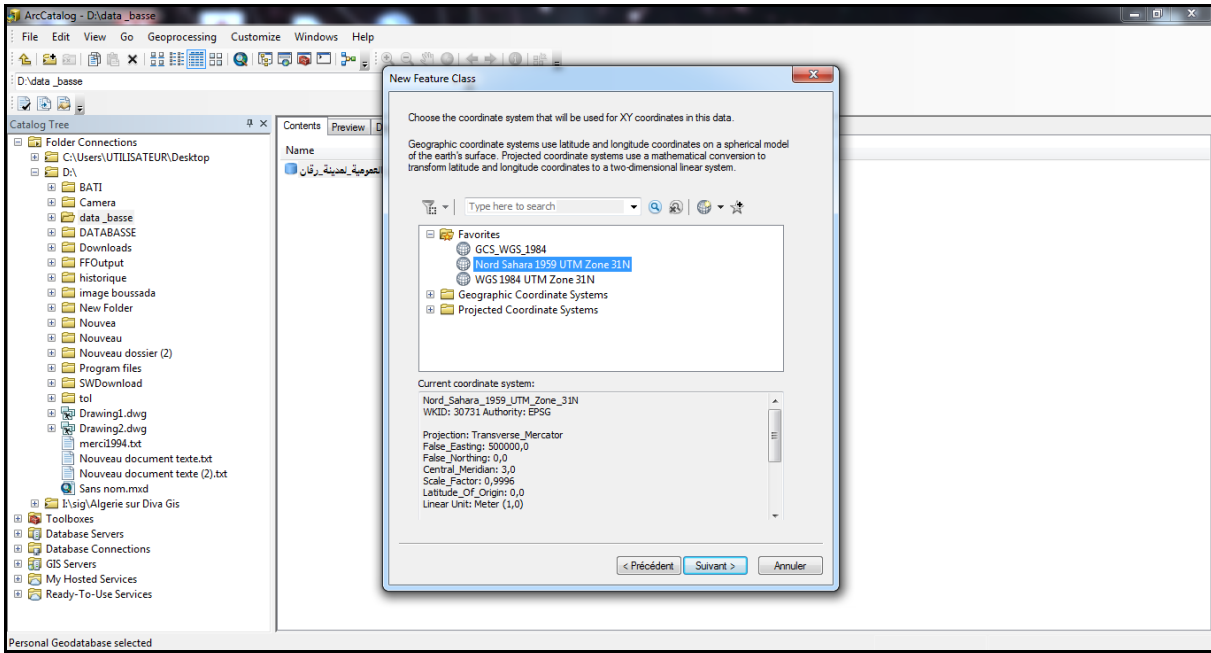 ArcCatalog - D:\data _basse
File Edit View Go Geoprocessing Customize Windows Help
D:\data _basse
Catalog Tree
Folder Connections
C:\Users\UTILISATEUR\Desktop
D:\
BATI
Camera
data _basse
DATABASSE
Downloads
FFOutput
historique
image boussada
New Folder
Nouvea
Nouveau
Nouveau dossier (2)
Program files
SWDownload
tol
Drawing1.dwg
Drawing2.dwg
merci1994.txt
Nouveau document texte.txt
Nouveau document texte (2).txt
Sans nom.mxd
I:\sig\Algerie sur Diva Gis
Toolboxes
Database Servers
Database Connections
GIS Servers
My Hosted Services
Ready-To-Use Services
Personal Geodatabase selected
Contents Preview D
Name
العمومية_لمدينة_رقان
New Feature Class
Choose the coordinate system that will be used for XY coordinates in this data.
Geographic coordinate systems use latitude and longitude coordinates on a spherical model
of the earth's surface. Projected coordinate systems use a mathematical conversion to
transform latitude and longitude coordinates to a two-dimensional linear system.
Type here to search
Favorites
GCS_WGS_1984
Nord Sahara 1959 UTM Zone 31N
WGS 1984 UTM Zone 31N
Geographic Coordinate Systems
Projected Coordinate Systems
Current coordinate system:
Nord_Sahara_1959_UTM_Zone_31N
WKID: 30731 Authority: EPSG
Projection: Transverse_Mercator
False_Easting: 500000,0
False_Northing: 0,0
Central_Meridian: 3,0
Scale_Factor: 0,9996
Latitude_Of_Origin: 0,0
Linear Unit: Meter (1,0)
< Précédent Suivant > Annuler